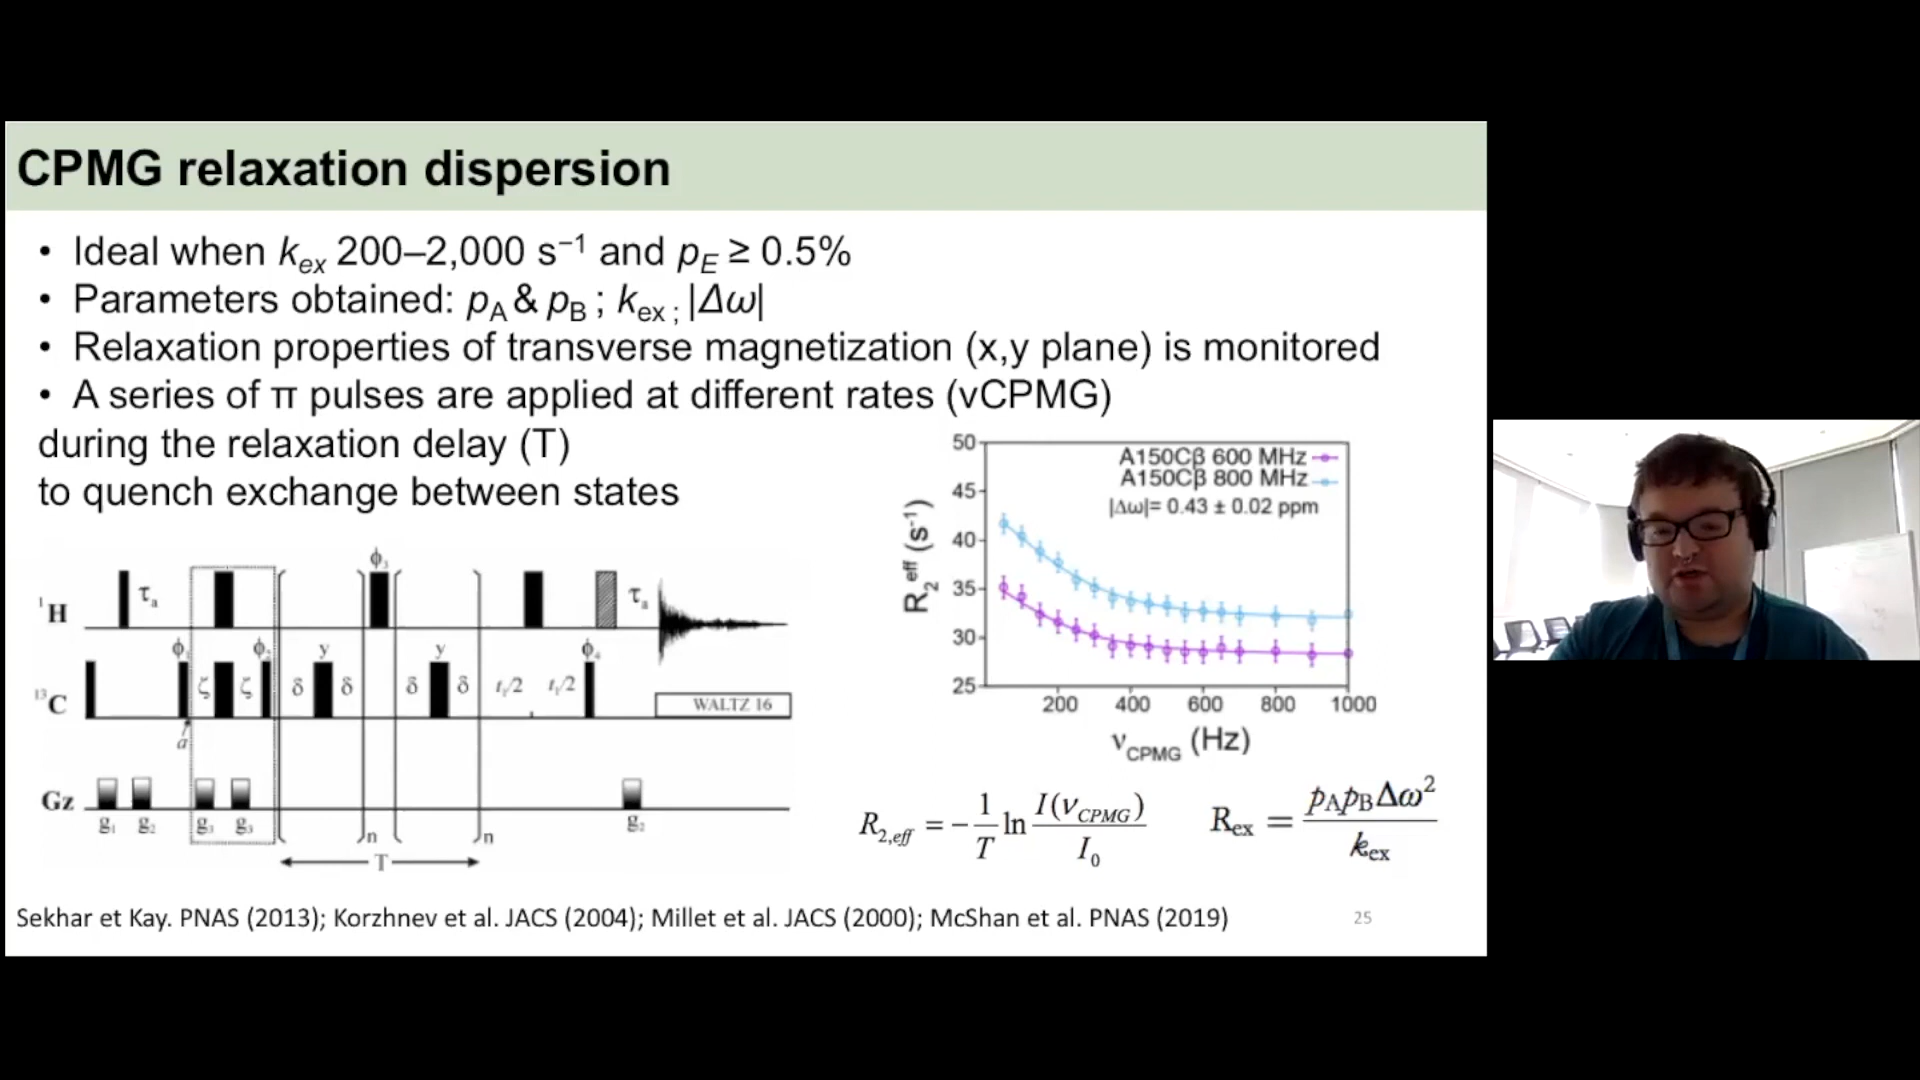 CPMG relaxation dispersion
• Ideal when kex 200–2,000 s⁻¹ and pE ≥ 0.5%
• Parameters obtained: pA & pB ; kex ; |Δω|
• Relaxation properties of transverse magnetization (x,y plane) is monitored
• A series of π pulses are applied at different rates (vCPMG)
during the relaxation delay (T)
to quench exchange between states
¹H
τa
ϕ3
τa
¹³C
ϕ
ζ
ζ
ϕ
y
δ
δ
y
δ
δ
t₁/2
t₁/2
ϕ4
WALTZ 16
a
Gz
g1
g2
g3
g3
n
n
g2
T
50
45
40
35
30
25
R2eff (s⁻¹)
A150Cβ 600 MHz
A150Cβ 800 MHz
|Δω|= 0.43 ± 0.02 ppm
200 400 600 800 1000
νCPMG (Hz)
R2,eff = −1/T ln I(νCPMG)/I0
Rex = pApBΔω²/kex
Sekhar et Kay. PNAS (2013); Korzhnev et al. JACS (2004); Millet et al. JACS (2000); McShan et al. PNAS (2019)
25